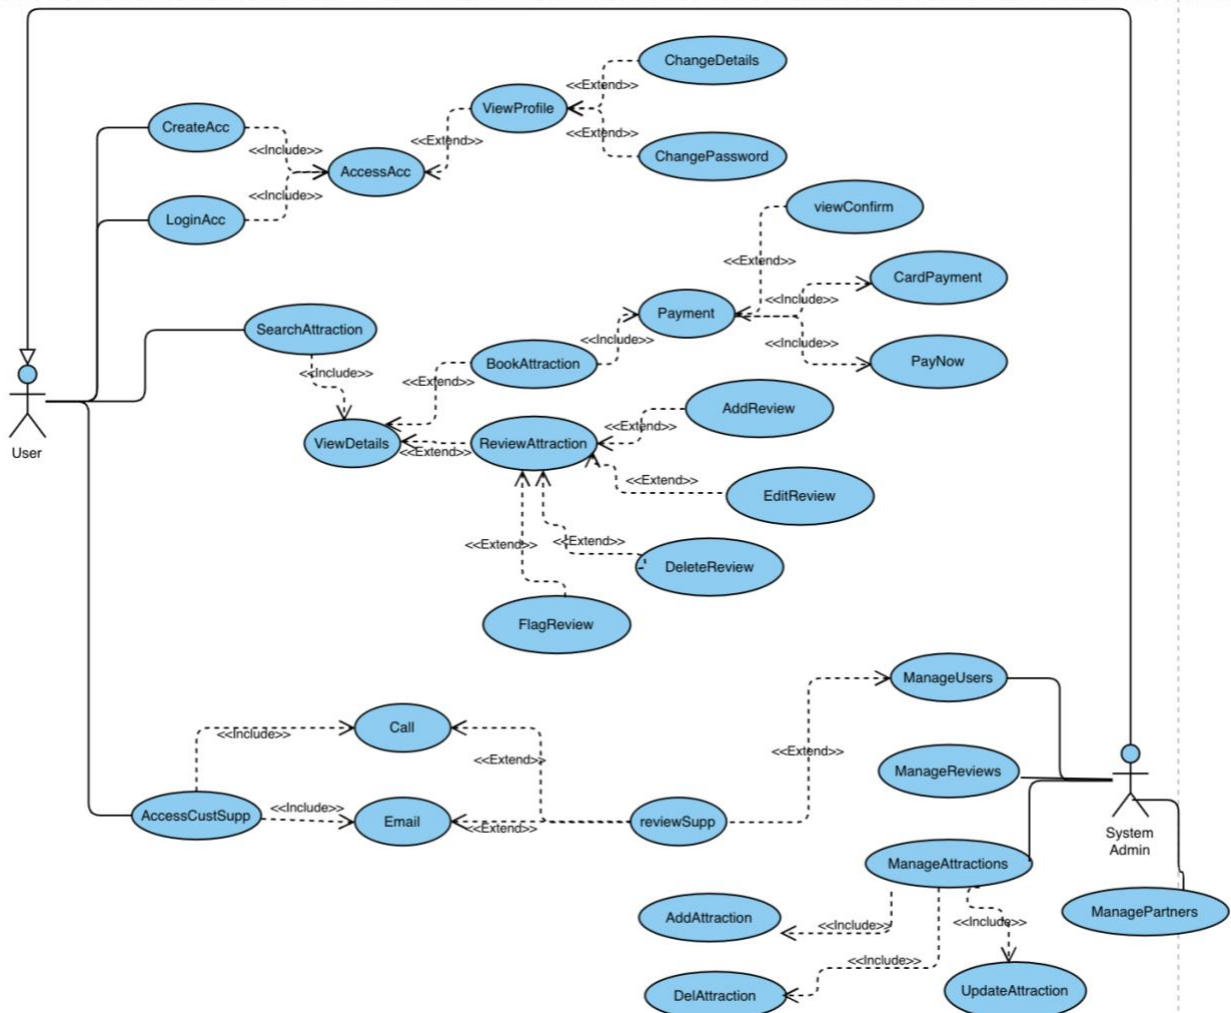 ChangeDetails
<<Extend>>
ViewProfile
CreateAcc
<<Extend>>
<<Extend>>
<<Include>>
ChangePassword
AccessAcc
<<Include>>
viewConfirm
LoginAcc
<<Extend>>
CardPayment
<<Include>>
Payment
SearchAttraction
<<Include>>
<<Include>>
PayNow
BookAttraction
<<Include>>
<<Extend>>
AddReview
<<Extend>>
ViewDetails
ReviewAttraction
<<Extend>>
User
<<Extend>>
EditReview
<<Extend>>
<<Extend>>
DeleteReview
FlagReview
ManageUsers
Call
<<Include>>
<<Extend>>
<<Extend>>
ManageReviews
<<Include>>
AccessCustSupp
Email
<<Extend>>
reviewSupp
System
Admin
ManageAttractions
AddAttraction
<<Include>>
<<Include>>
ManagePartners
<<Include>>
DelAttraction
UpdateAttraction